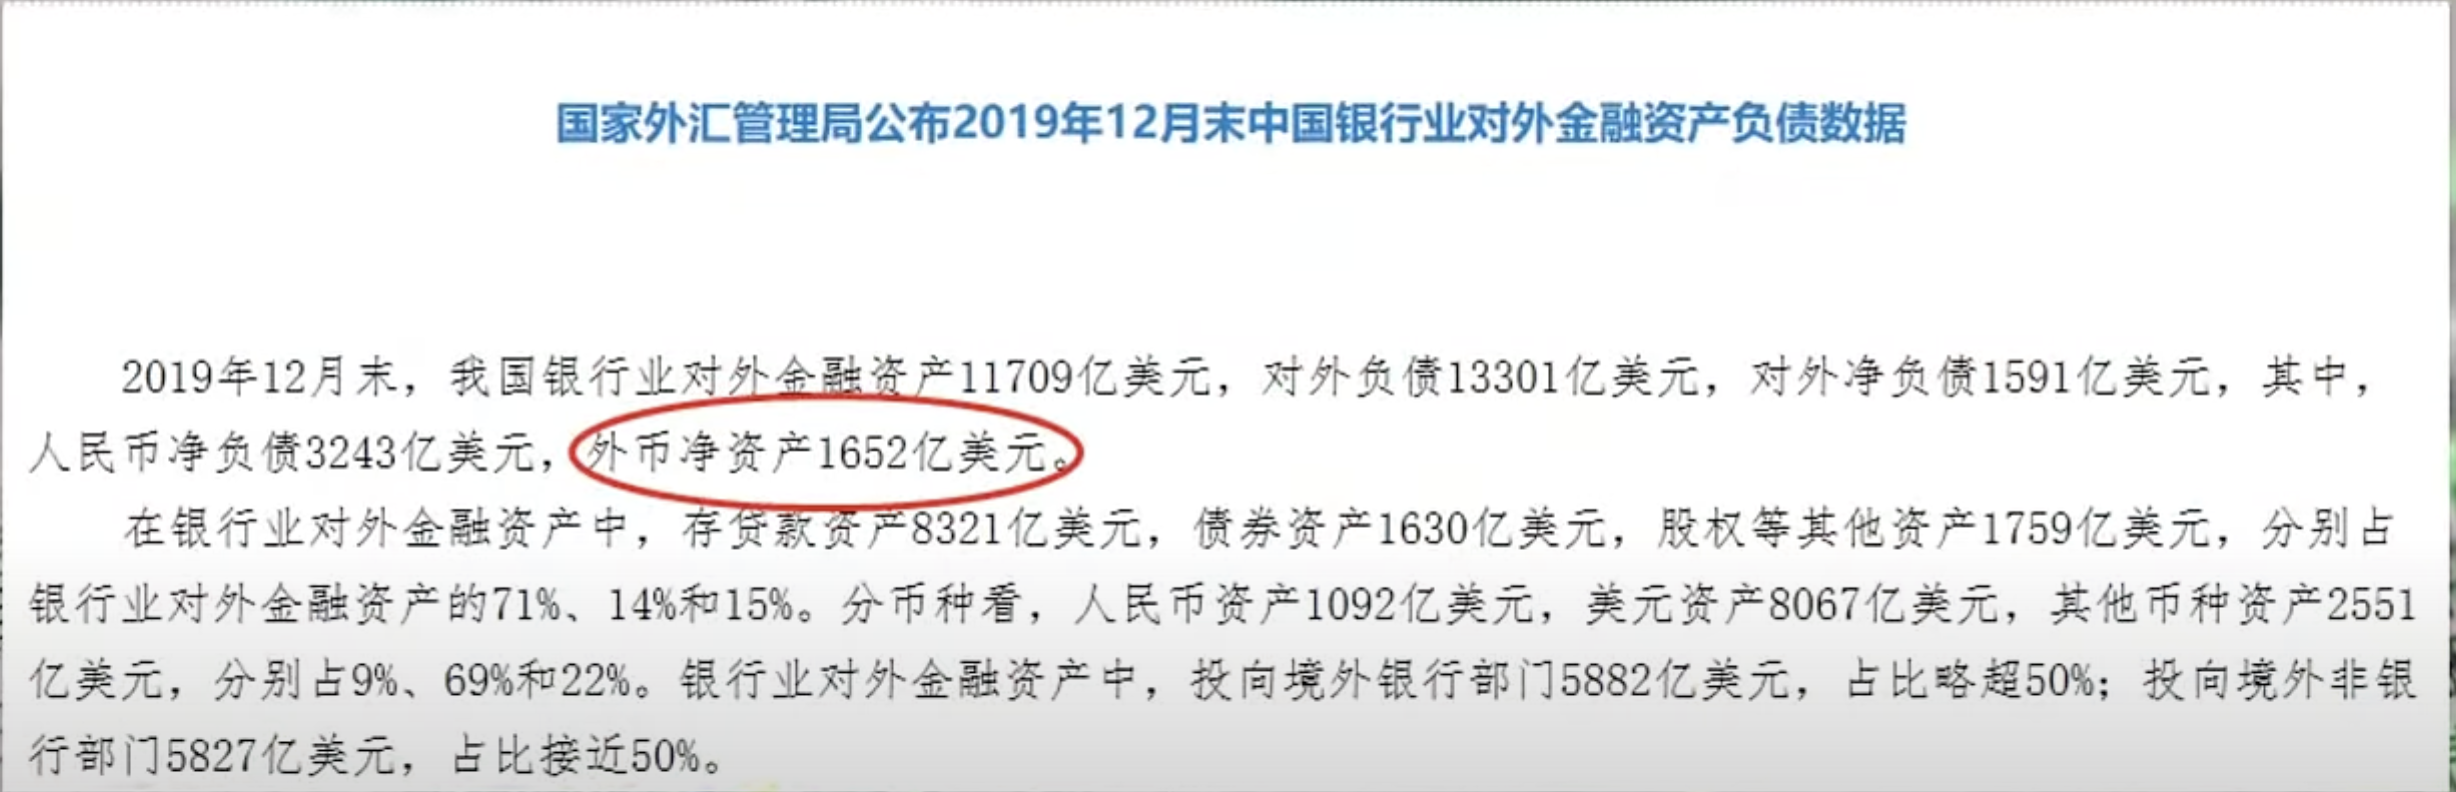 国家外汇管理局公布2019年12月末中国银行业对外金融资产负债数据
2019年12月末，我国银行业对外金融资产11709亿美元，对外负债13301亿美元，对外净负债1591亿美元，其中，
人民币净负债3243亿美元，外币净资产1652亿美元。
在银行业对外金融资产中，存贷款资产8321亿美元，债券资产1630亿美元，股权等其他资产1759亿美元，分别占
银行业对外金融资产的71%、14%和15%。分币种看，人民币资产1092亿美元，美元资产8067亿美元，其他币种资产2551
亿美元，分别占9%、69%和22%。银行业对外金融资产中，投向境外银行部门5882亿美元，占比略超50%；投向境外非银
行部门5827亿美元，占比接近50%。